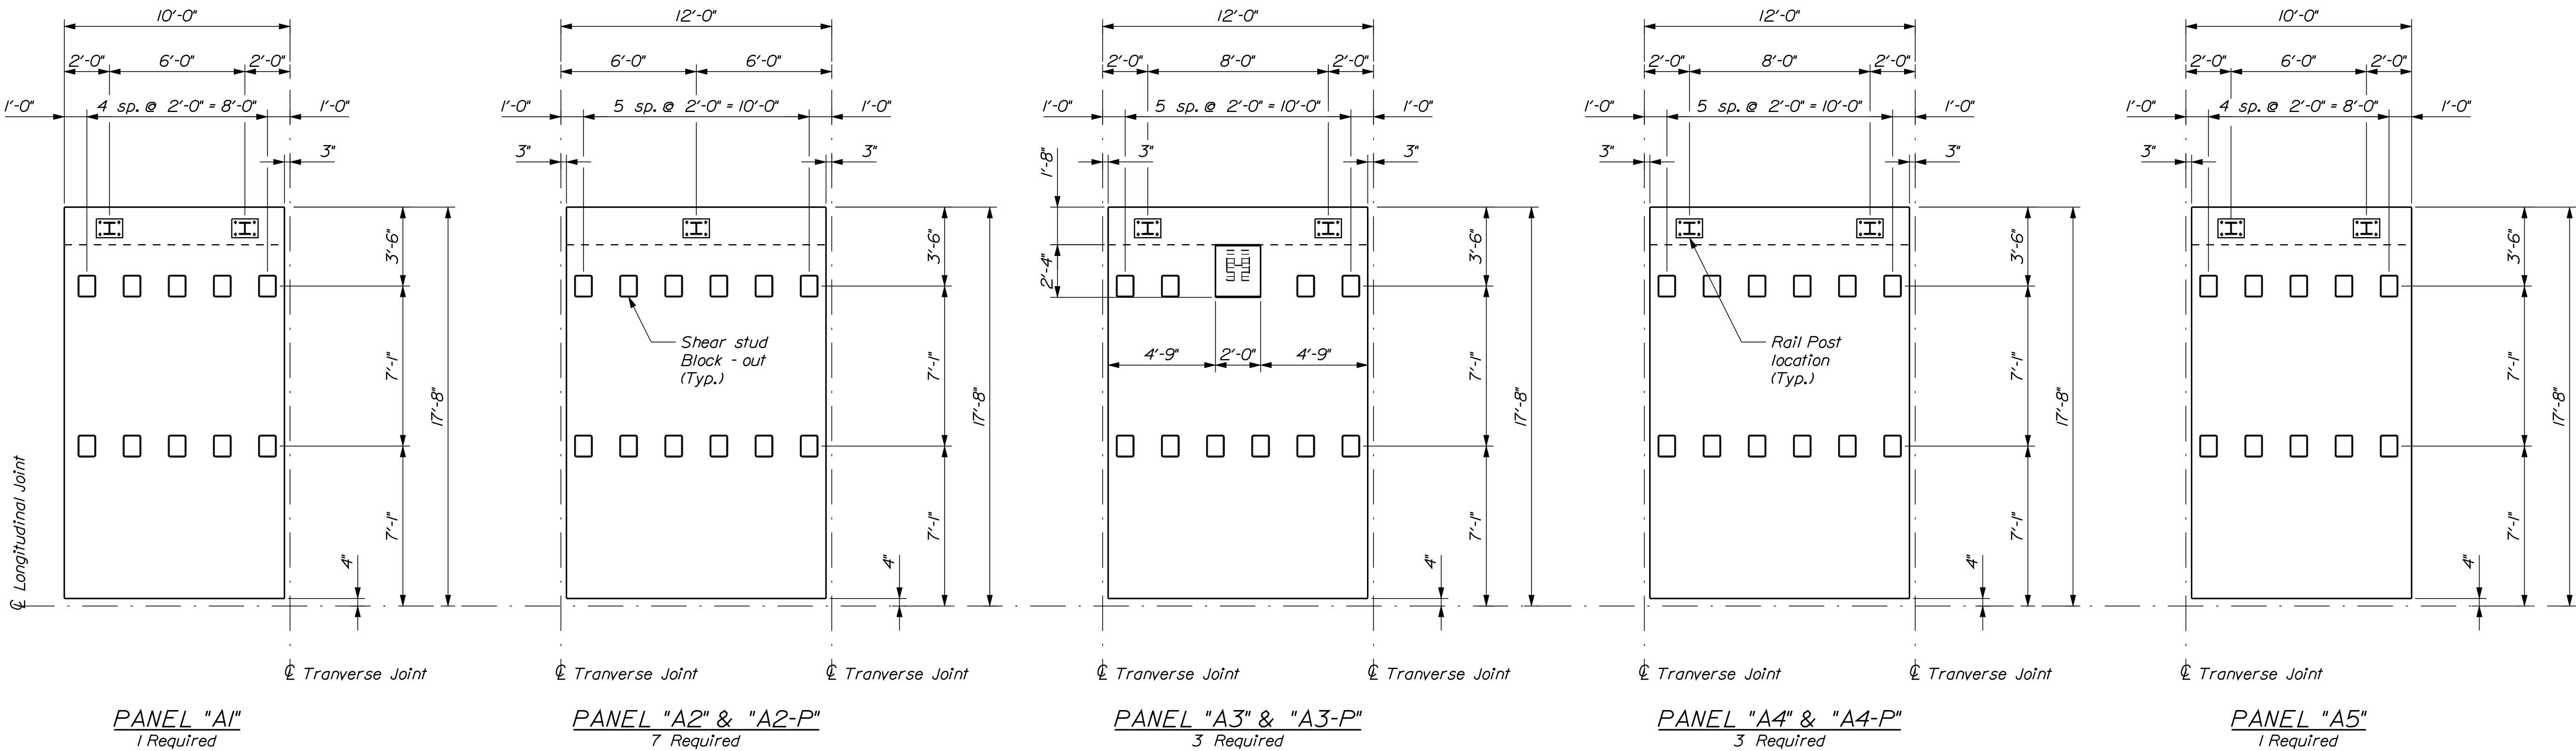 10'-0"
2'-0" 6'-0" 2'-0"
1'-0" 4 sp. @ 2'-0" = 8'-0" 1'-0"
3"
3'-6"
7'-1"
17'-8"
7'-1"
4"
℄ Longitudinal Joint
℄ Tranverse Joint
PANEL "A1"
1 Required
12'-0"
6'-0" 6'-0"
1'-0" 5 sp. @ 2'-0" = 10'-0" 1'-0"
3" 3"
3'-6"
Shear stud
Block - out
(Typ.)
7'-1"
17'-8"
7'-1"
4"
℄ Tranverse Joint ℄ Tranverse Joint
PANEL "A2" & "A2-P"
7 Required
12'-0"
2'-0" 8'-0" 2'-0"
1'-0" 5 sp. @ 2'-0" = 10'-0" 1'-0"
1'-8"
3" 3"
2'-4"
3'-6"
4'-9" 2'-0" 4'-9"
7'-1"
17'-8"
7'-1"
4"
℄ Tranverse Joint ℄ Tranverse Joint
PANEL "A3" & "A3-P"
3 Required
12'-0"
2'-0" 8'-0" 2'-0"
1'-0" 5 sp. @ 2'-0" = 10'-0" 1'-0"
3" 3"
3'-6"
Rail Post
location
(Typ.)
7'-1"
17'-8"
7'-1"
4"
℄ Tranverse Joint ℄ Tranverse Joint
PANEL "A4" & "A4-P"
3 Required
10'-0"
2'-0" 6'-0" 2'-0"
1'-0" 4 sp. @ 2'-0" = 8'-0" 1'-0"
3"
3'-6"
7'-1"
17'-8"
7'-1"
4"
℄ Tranverse Joint
PANEL "A5"
1 Required